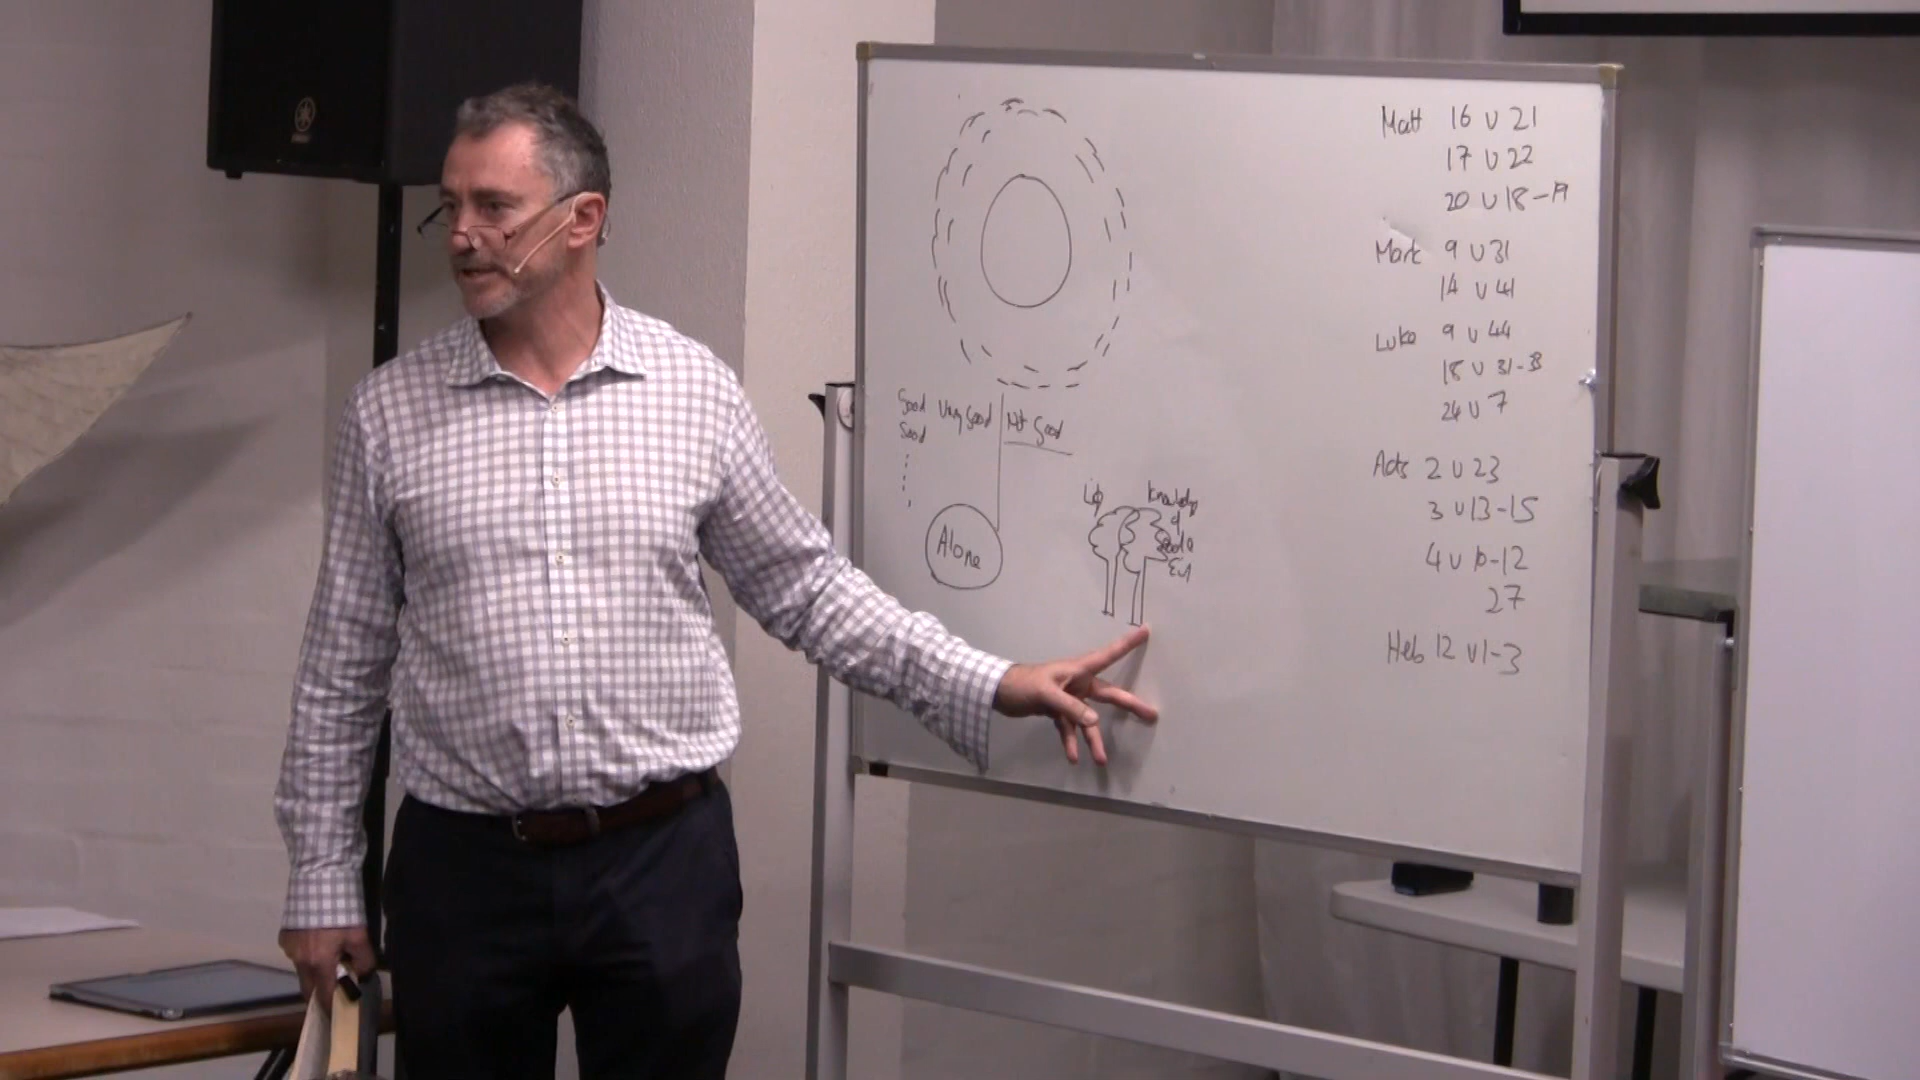 Good Very Good Not Good
Good
Alone
Life Knowledge
of
Good &
Evil
Matt 16 v 21
17 v 22
20 v 18-19
Mark 9 v 31
14 v 41
Luke 9 v 44
18 v 31-33
24 v 7
Acts 2 v 23
3 v 13-15
4 v 10-12
27
Heb 12 v 1-3